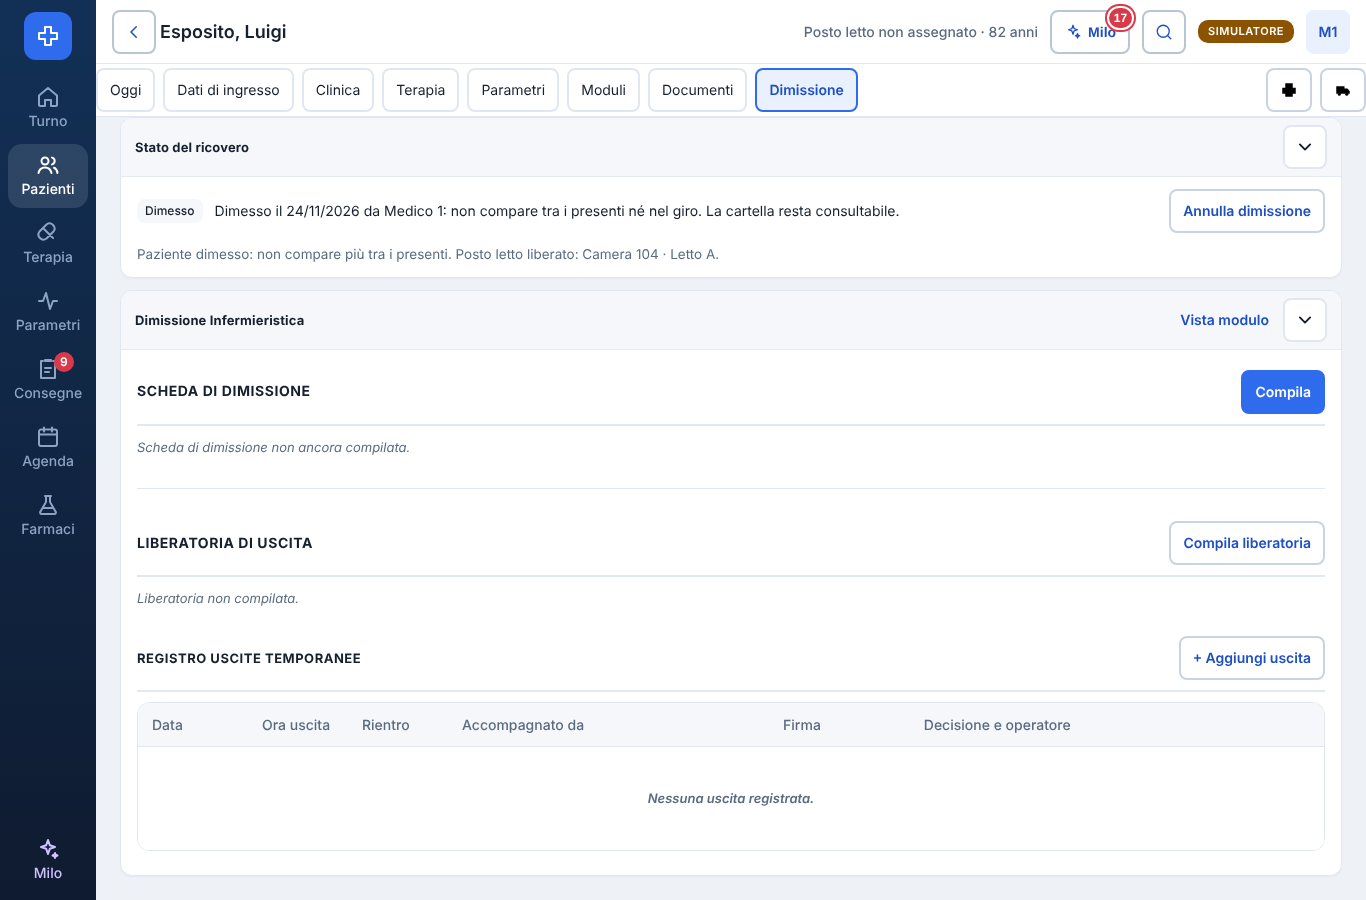 Esposito, Luigi
Posto letto non assegnato · 82 anni
Milo
17
SIMULATORE
M1
Turno
Pazienti
Terapia
Parametri
9
Consegne
Agenda
Farmaci
Milo
Oggi
Dati di ingresso
Clinica
Terapia
Parametri
Moduli
Documenti
Dimissione
Stato del ricovero
Dimesso
Dimesso il 24/11/2026 da Medico 1: non compare tra i presenti né nel giro. La cartella resta consultabile.
Annulla dimissione
Paziente dimesso: non compare più tra i presenti. Posto letto liberato: Camera 104 · Letto A.
Dimissione Infermieristica
Vista modulo
SCHEDA DI DIMISSIONE
Compila
Scheda di dimissione non ancora compilata.
LIBERATORIA DI USCITA
Compila liberatoria
Liberatoria non compilata.
REGISTRO USCITE TEMPORANEE
+ Aggiungi uscita
Data
Ora uscita
Rientro
Accompagnato da
Firma
Decisione e operatore
Nessuna uscita registrata.